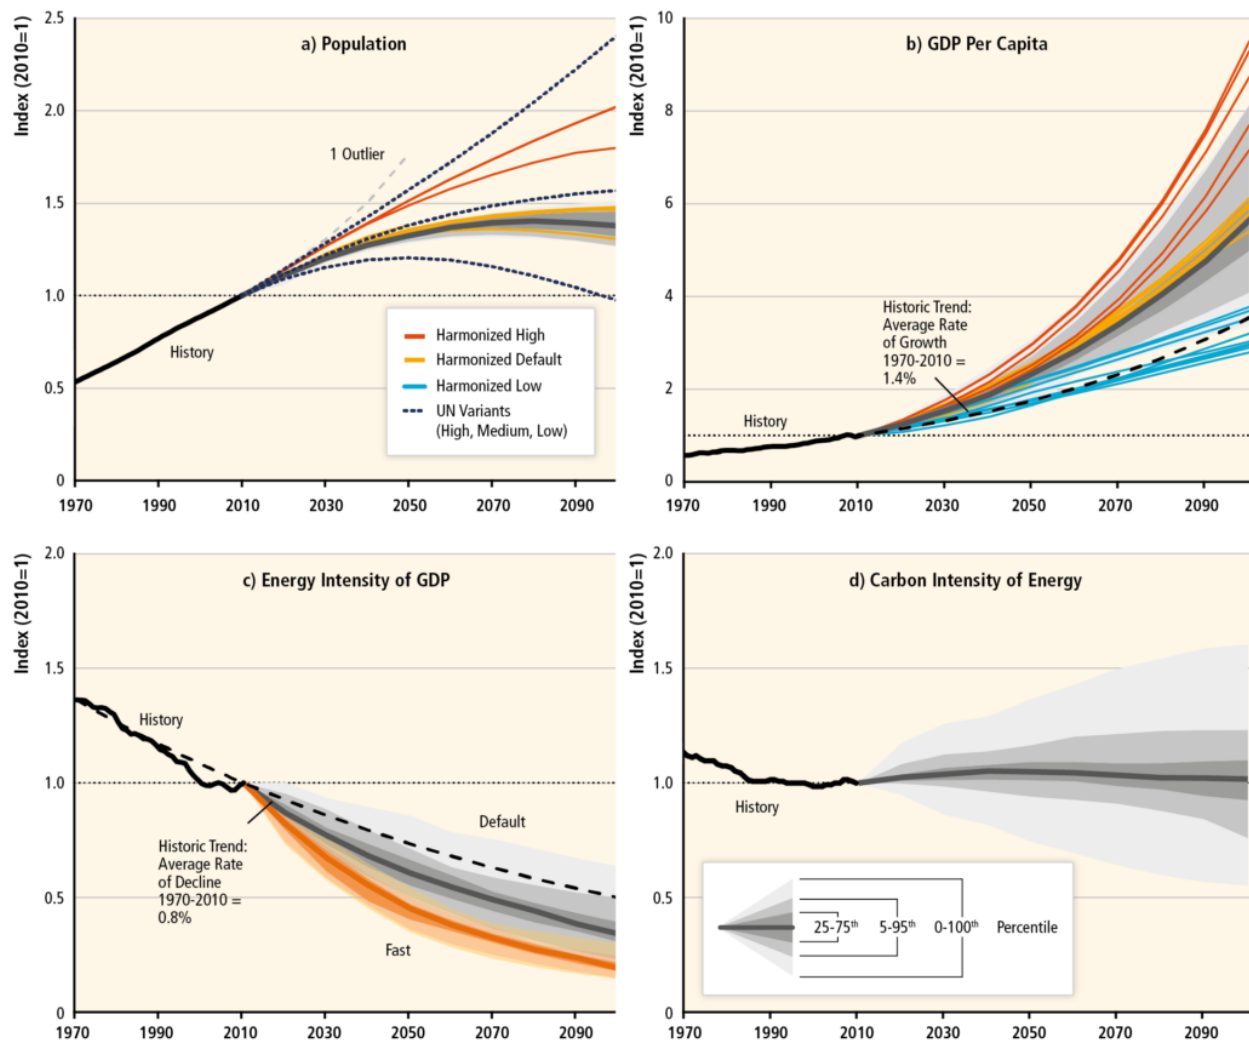 a) Population
Index (2010=1)
2.5
2.0
1.5
1.0
0.5
0
1 Outlier
History
Harmonized High
Harmonized Default
Harmonized Low
UN Variants
(High, Medium, Low)
1970 1990 2010 2030 2050 2070 2090
b) GDP Per Capita
Index (2010=1)
10
8
6
4
2
0
Historic Trend:
Average Rate
of Growth
1970-2010 =
1.4%
History
1970 1990 2010 2030 2050 2070 2090
c) Energy Intensity of GDP
Index (2010=1)
2.0
1.5
1.0
0.5
0
History
Default
Historic Trend:
Average Rate
of Decline
1970-2010 =
0.8%
Fast
1970 1990 2010 2030 2050 2070 2090
d) Carbon Intensity of Energy
Index (2010=1)
2.0
1.5
1.0
0.5
0
History
25-75th 5-95th 0-100th Percentile
1970 1990 2010 2030 2050 2070 2090